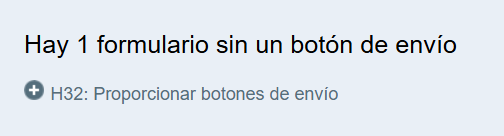 Hay 1 formulario sin un botón de envío
H32: Proporcionar botones de envío